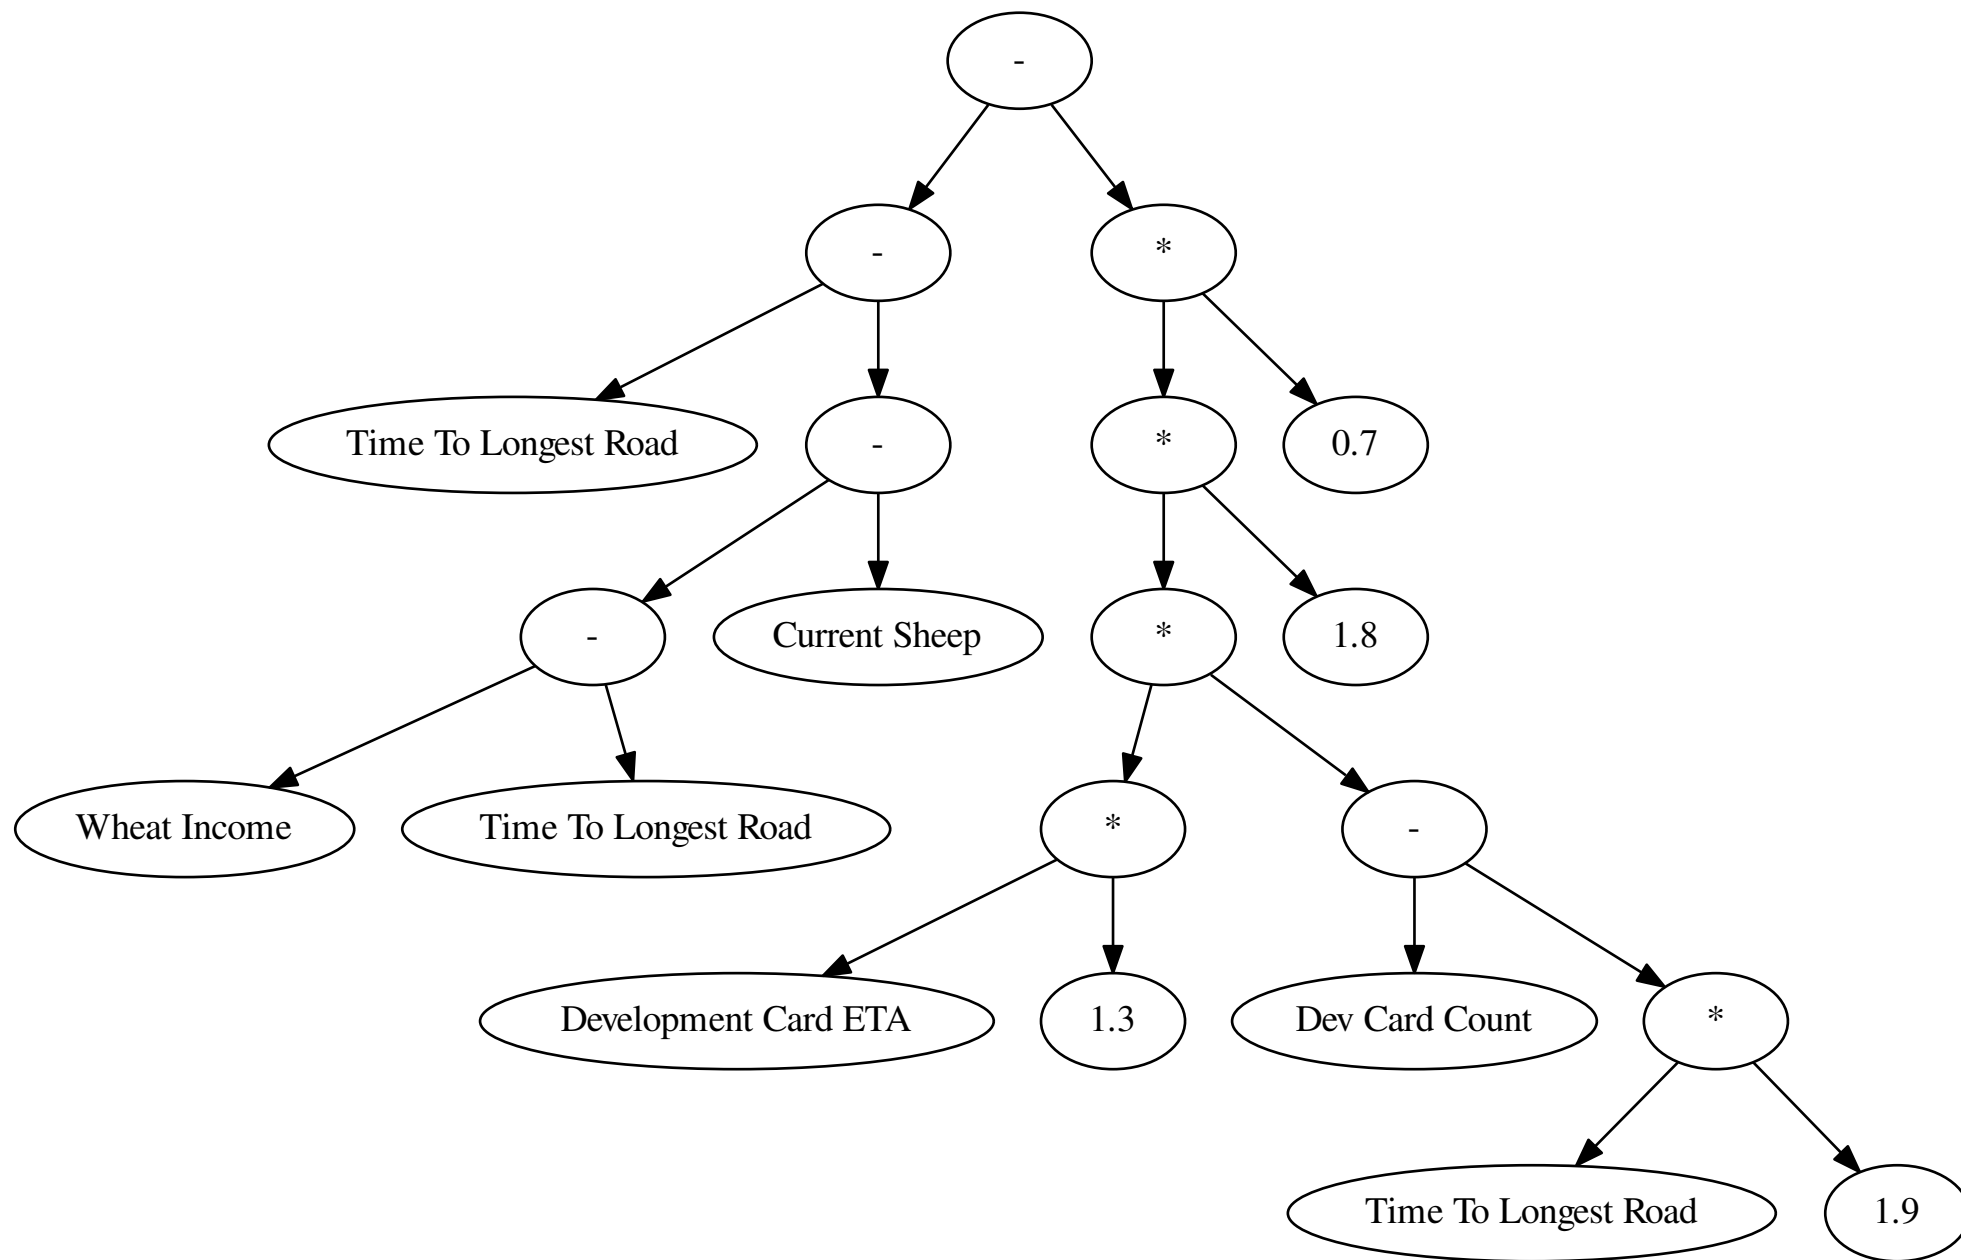 -
-
*
Time To Longest Road
-
*
0.7
-
Current Sheep
*
1.8
Wheat Income
Time To Longest Road
*
-
Development Card ETA
1.3
Dev Card Count
*
Time To Longest Road
1.9